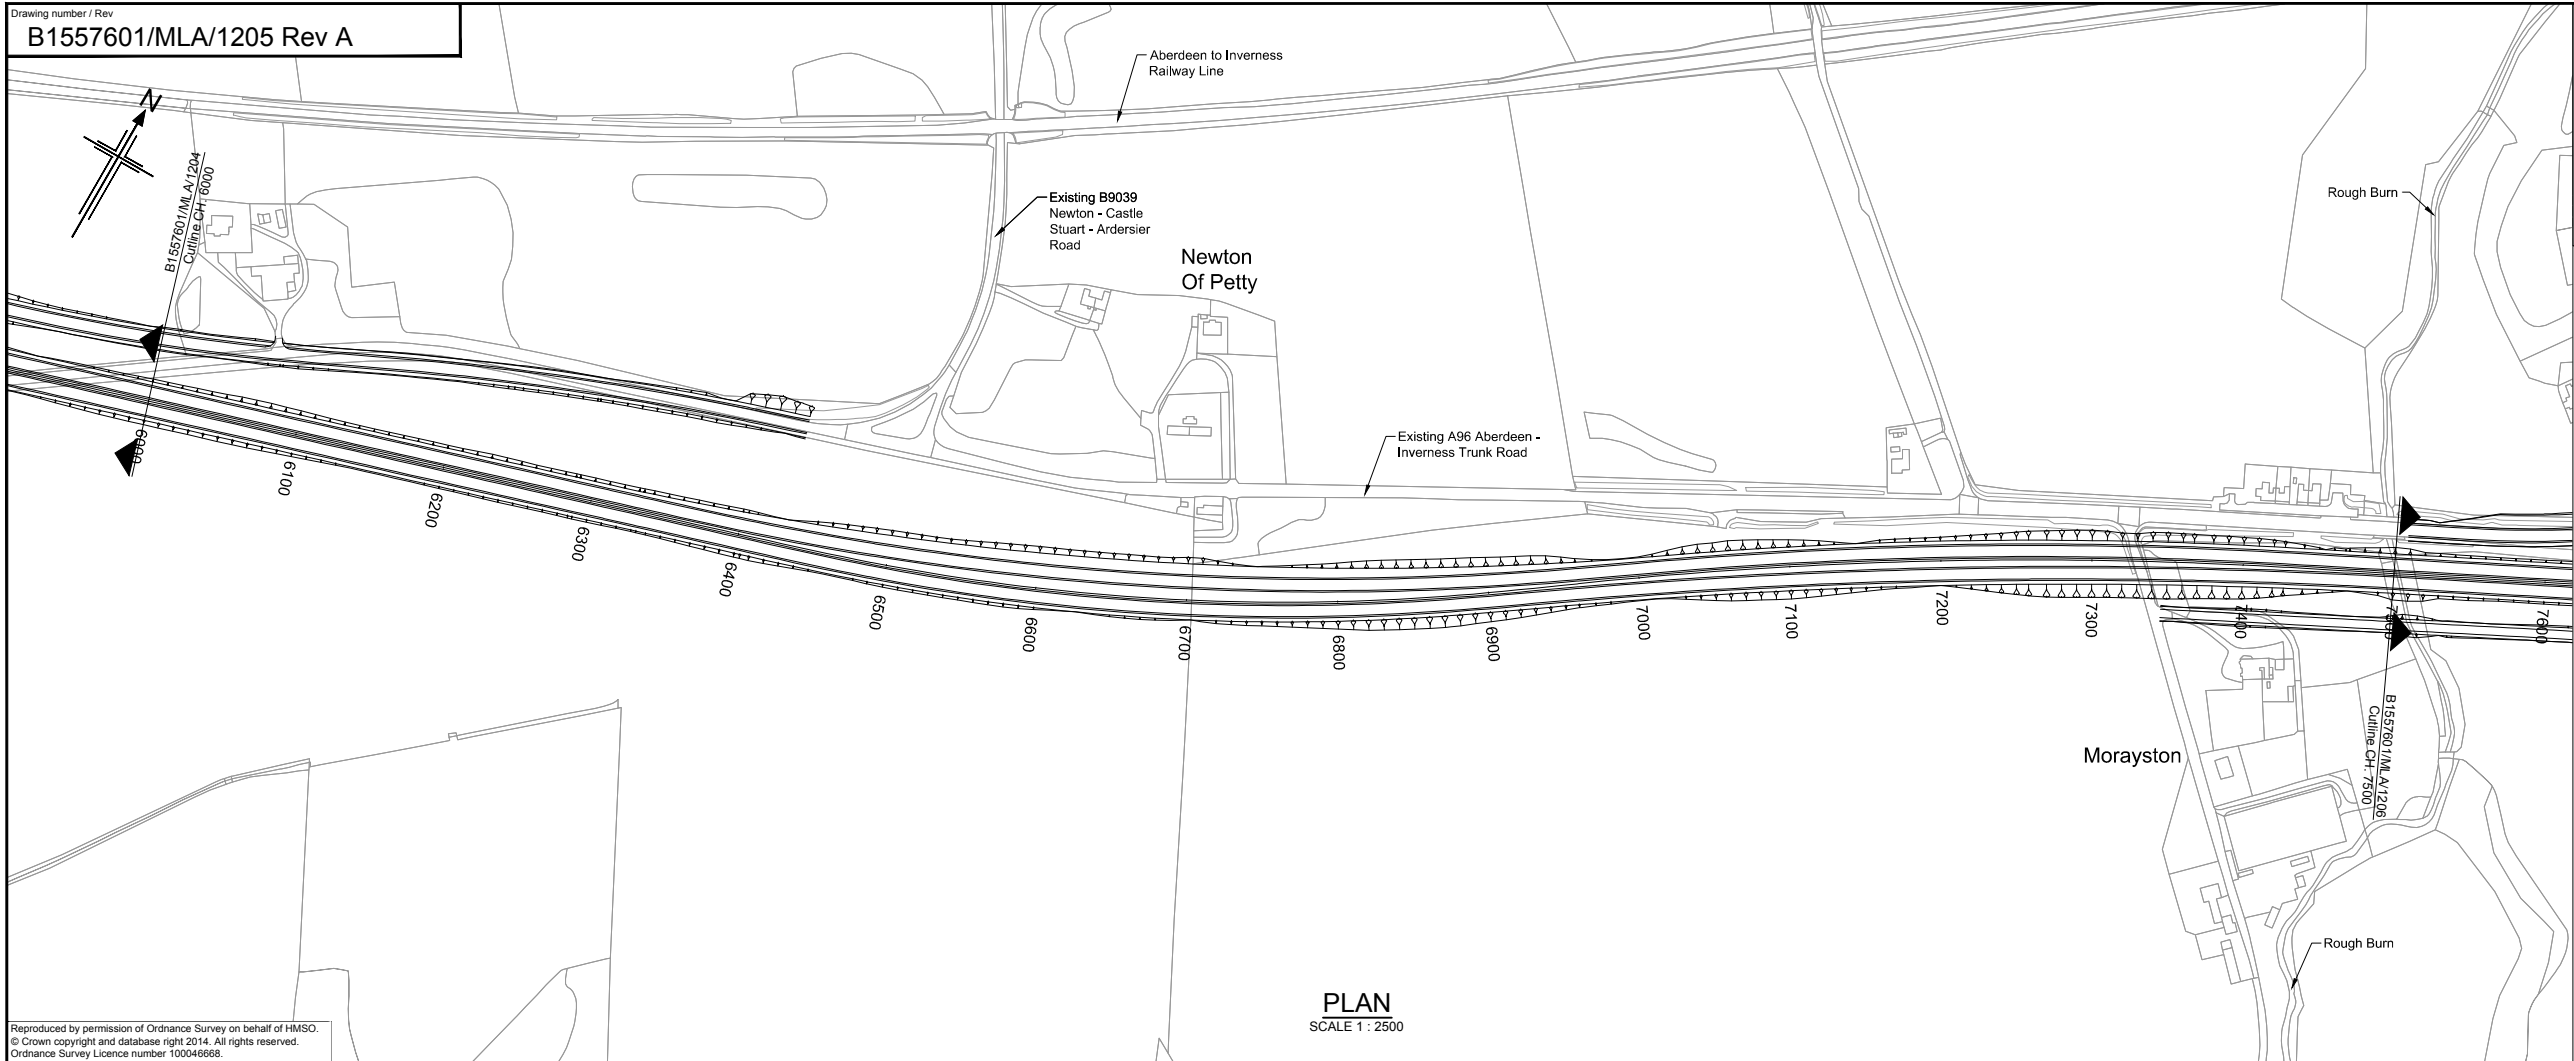 Drawing number / Rev
B1557601/MLA/1205 Rev A
Aberdeen to Inverness
Railway Line
N
B1557601/MLA/1204
Cutline CH. 6000
Existing B9039
Newton - Castle
Stuart - Ardersier
Road
Newton
Of Petty
Rough Burn
Existing A96 Aberdeen -
Inverness Trunk Road
6000
6100
6200
6300
6400
6500
6600
6700
6800
6900
7000
7100
7200
7300
7400
7500
7600
Morayston
B1557601/MLA/1206
Cutline CH. 7500
Rough Burn
PLAN
SCALE 1 : 2500
Reproduced by permission of Ordnance Survey on behalf of HMSO.
© Crown copyright and database right 2014. All rights reserved.
Ordnance Survey Licence number 100046668.